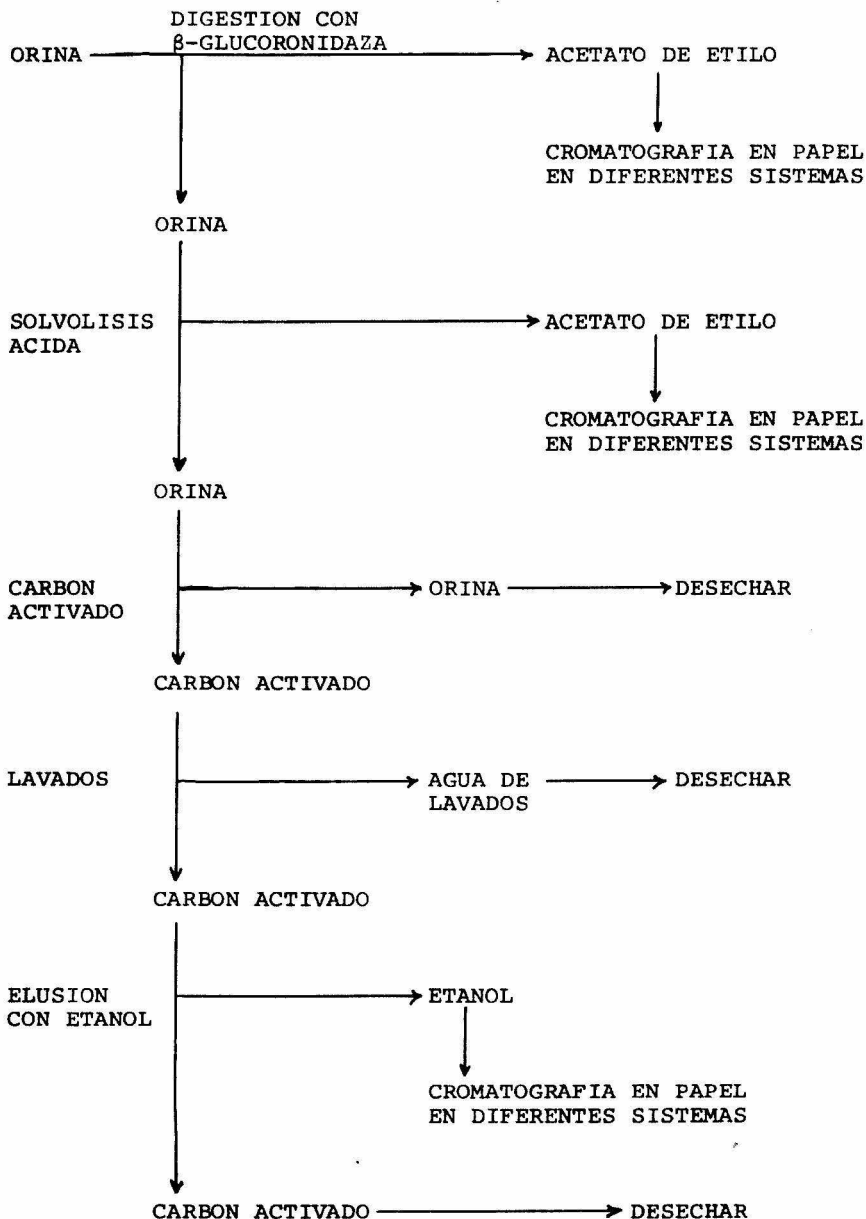 DIGESTION CON
β-GLUCORONIDAZA
ORINA
ACETATO DE ETILO
CROMATOGRAFIA EN PAPEL
EN DIFERENTES SISTEMAS
ORINA
SOLVOLISIS
ACIDA
ACETATO DE ETILO
CROMATOGRAFIA EN PAPEL
EN DIFERENTES SISTEMAS
ORINA
CARBON
ACTIVADO
ORINA
DESECHAR
CARBON ACTIVADO
LAVADOS
AGUA DE
LAVADOS
DESECHAR
CARBON ACTIVADO
ELUSION
CON ETANOL
ETANOL
CROMATOGRAFIA EN PAPEL
EN DIFERENTES SISTEMAS
CARBON ACTIVADO
DESECHAR